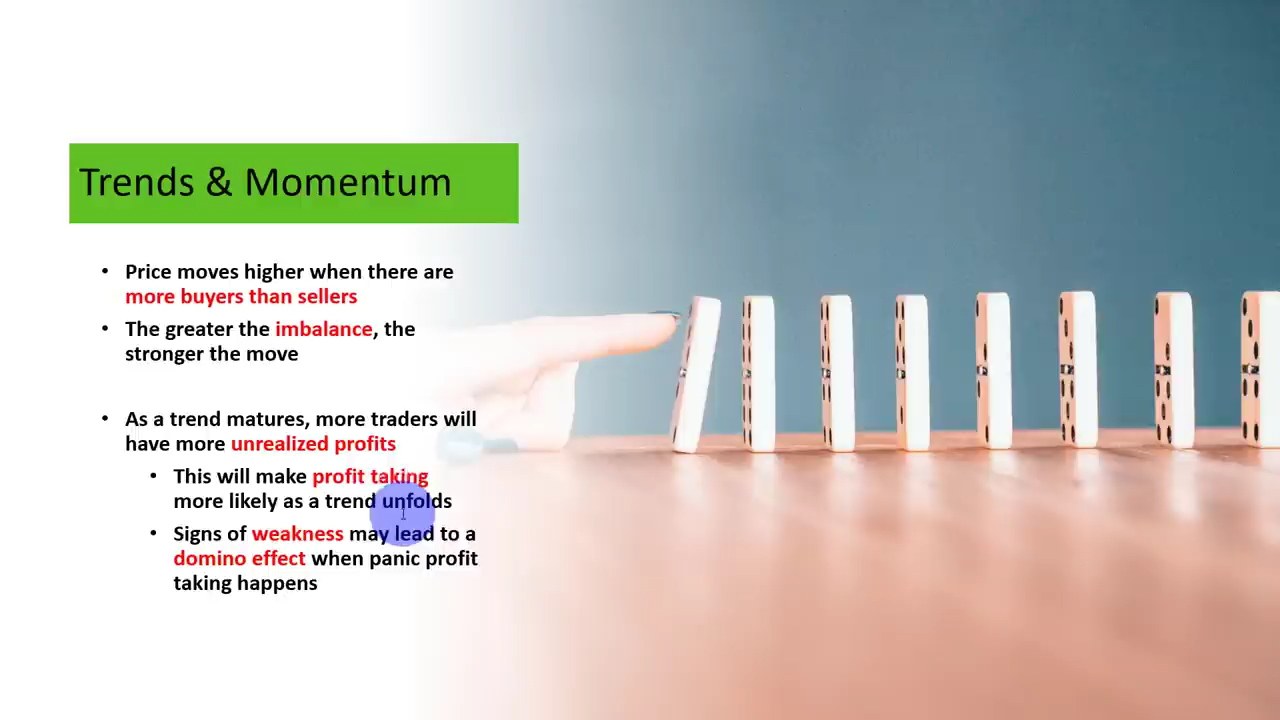 Trends & Momentum
• Price moves higher when there are
more buyers than sellers
• The greater the imbalance, the
stronger the move
• As a trend matures, more traders will
have more unrealized profits
• This will make profit taking
more likely as a trend unfolds
• Signs of weakness may lead to a
domino effect when panic profit
taking happens